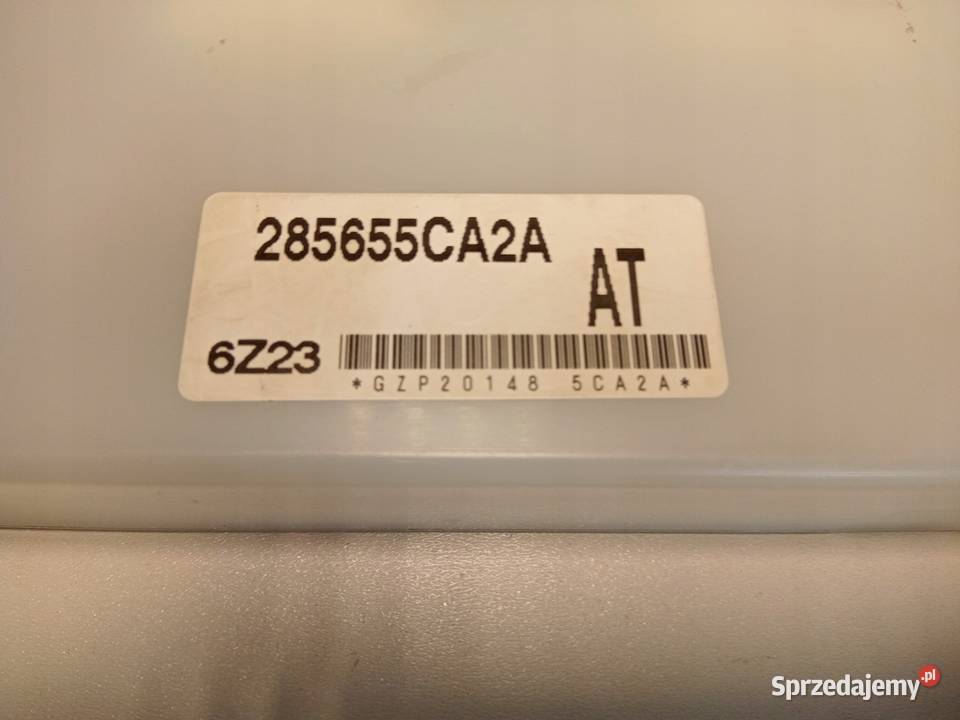 285655CA2A
AT
6Z23
*GZP20148 5CA2A*
Sprzedajemy.pl